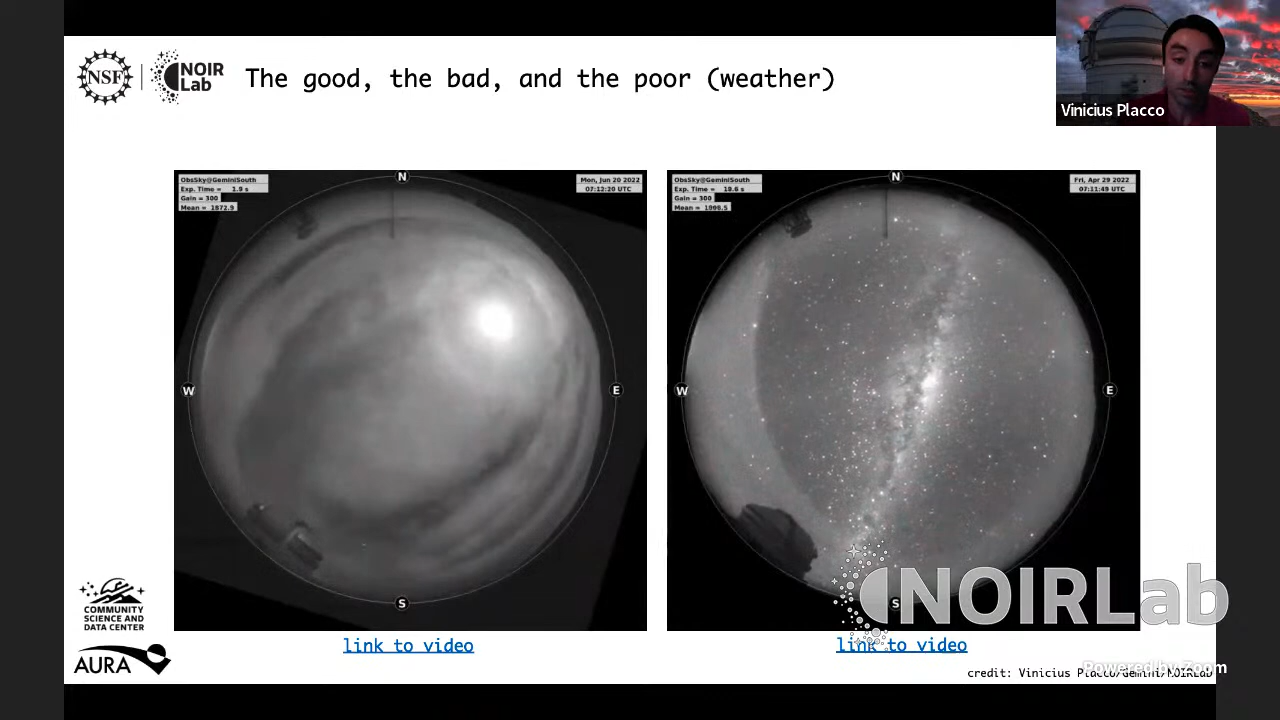 NSF
NOIR
Lab
The good, the bad, and the poor (weather)
Vinicius Placco
ObsSky@GeminiSouth
Exp. Time = 1.9 s
Gain = 300
Mean = 1872.9
N
Mon, Jun 20 2022
07:12:20 UTC
W
E
S
ObsSky@GeminiSouth
Exp. Time = 18.6 s
Gain = 300
N
Fri, Apr 29 2022
07:11:49 UTC
W
E
S
NOIRLab
COMMUNITY
SCIENCE AND
DATA CENTER
AURA
link to video
link to video
credit: Vinicius Placco/Gemini/NOIRLab
Powered by Zoom